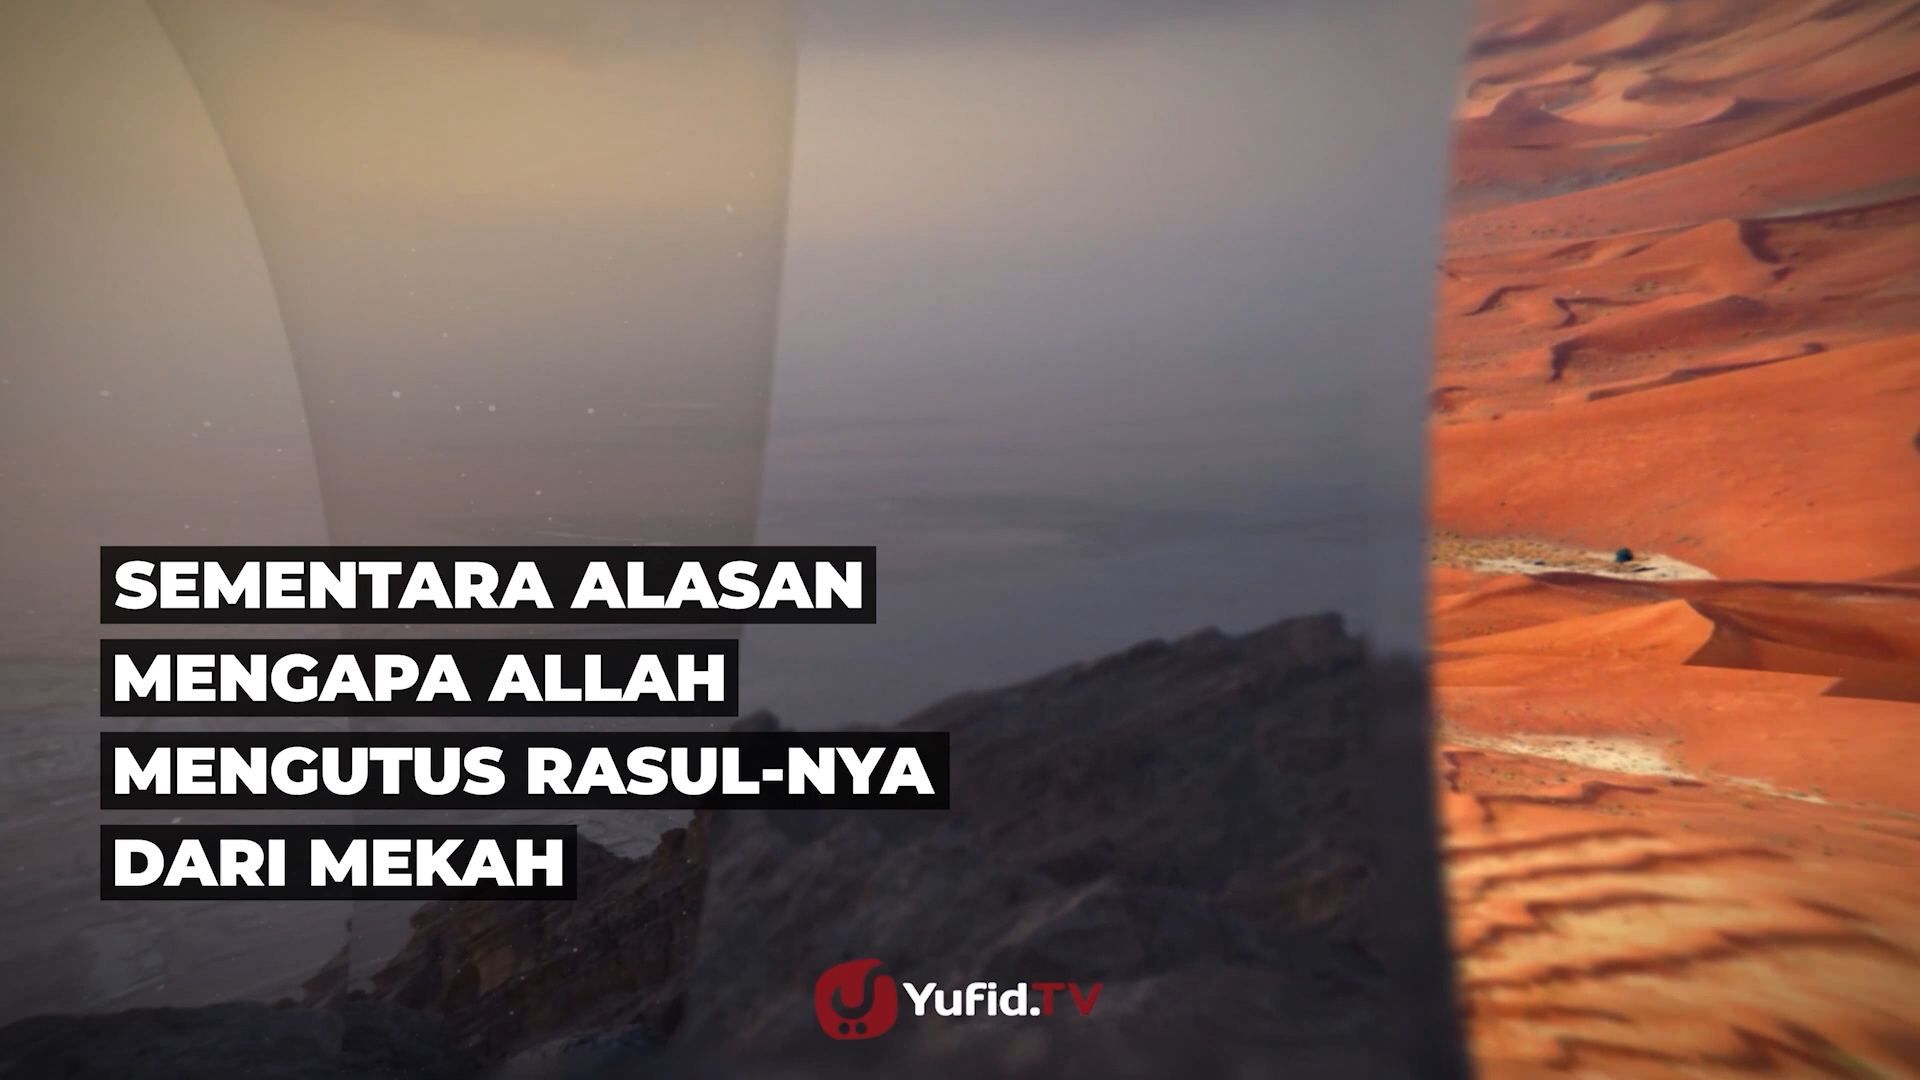 SEMENTARA ALASAN
MENGAPA ALLAH
MENGUTUS RASUL-NYA
DARI MEKAH
Yufid.TV